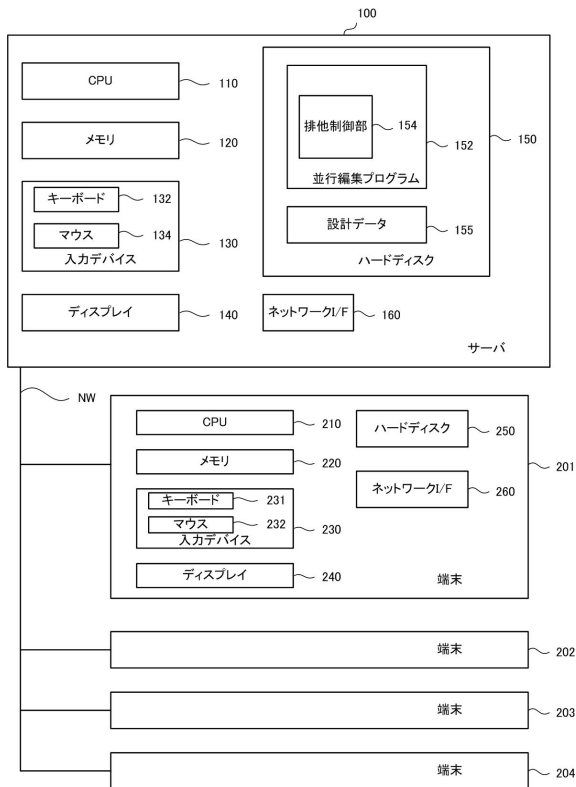 100
CPU
110
メモリ
120
キーボード
132
マウス
134
入力デバイス
130
ディスプレイ
140
排他制御部
154
152
並行編集プログラム
設計データ
155
ハードディスク
150
ネットワークI/F
160
サーバ
NW
CPU
210
メモリ
220
キーボード
231
マウス
232
入力デバイス
230
ディスプレイ
240
ハードディスク
250
ネットワークI/F
260
端末
201
端末
202
端末
203
端末
204